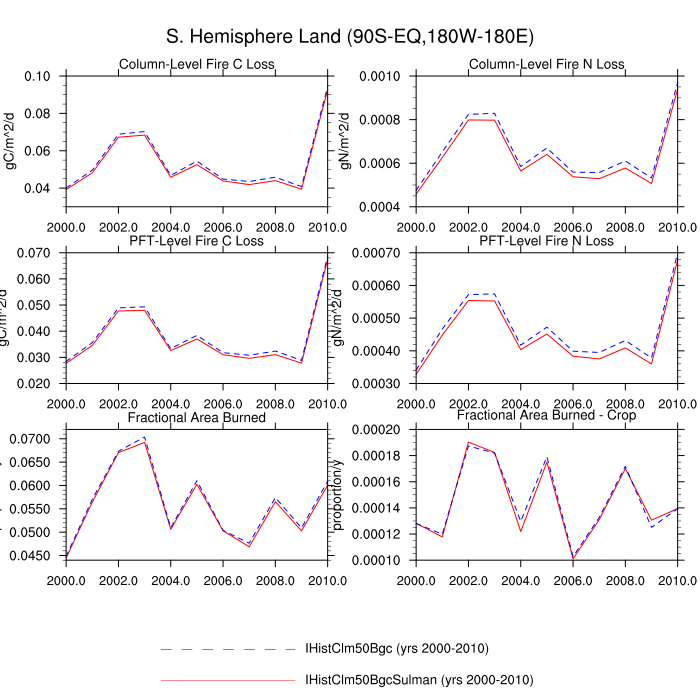 S. Hemisphere Land (90S-EQ,180W-180E)
Column-Level Fire C Loss
gC/m^2/d
0.10
0.08
0.06
0.04
2000.0 2002.0 2004.0 2006.0 2008.0 2010.0
Column-Level Fire N Loss
gN/m^2/d
0.0010
0.0008
0.0006
0.0004
2000.0 2002.0 2004.0 2006.0 2008.0 2010.0
PFT-Level Fire C Loss
gC/m^2/d
0.070
0.060
0.050
0.040
0.030
0.020
2000.0 2002.0 2004.0 2006.0 2008.0 2010.0
PFT-Level Fire N Loss
gN/m^2/d
0.00070
0.00060
0.00050
0.00040
0.00030
2000.0 2002.0 2004.0 2006.0 2008.0 2010.0
Fractional Area Burned
0.0700
0.0650
0.0600
0.0550
0.0500
0.0450
2000.0 2002.0 2004.0 2006.0 2008.0 2010.0
Fractional Area Burned - Crop
proportion/y
0.00020
0.00018
0.00016
0.00014
0.00012
0.00010
2000.0 2002.0 2004.0 2006.0 2008.0 2010.0
IHistClm50Bgc (yrs 2000-2010)
IHistClm50BgcSulman (yrs 2000-2010)